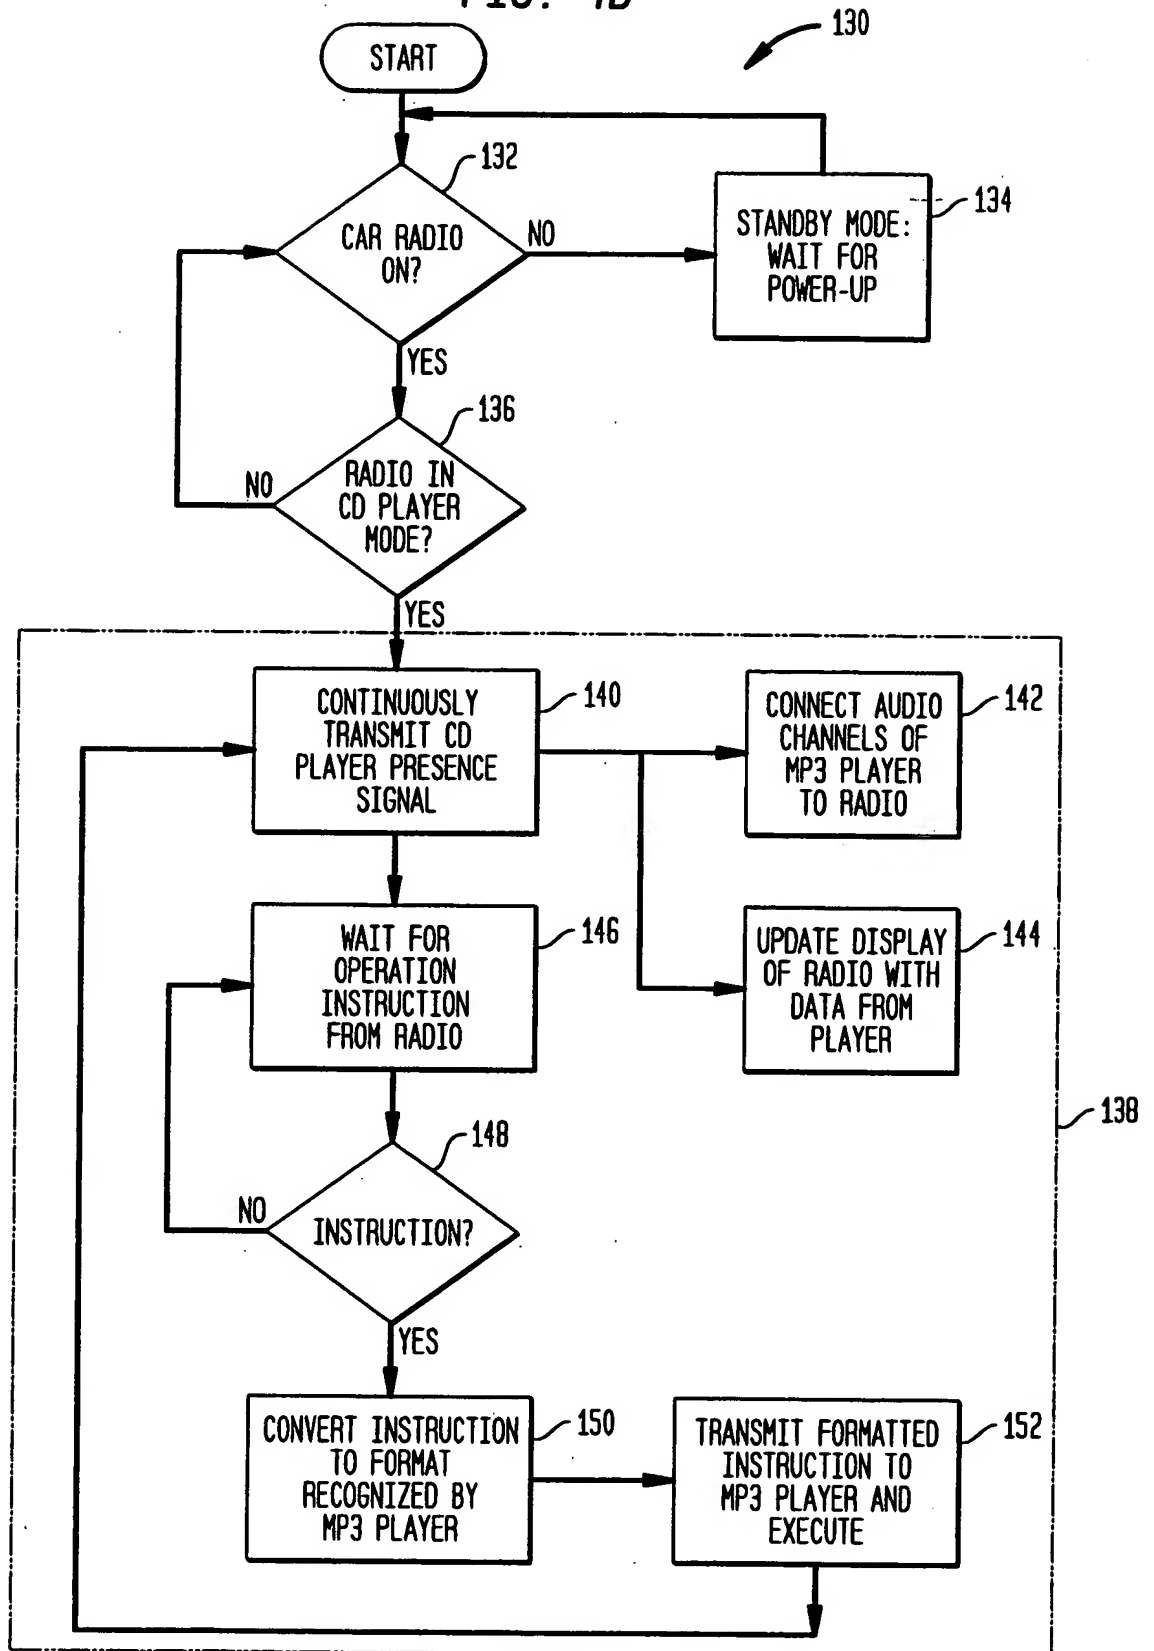 130
START
132
CAR RADIO
ON?
NO
134
STANDBY MODE:
WAIT FOR
POWER-UP
YES
136
RADIO IN
CD PLAYER
MODE?
NO
YES
CONTINUOUSLY
TRANSMIT CD
PLAYER PRESENCE
SIGNAL
140
CONNECT AUDIO
CHANNELS OF
MP3 PLAYER
TO RADIO
142
WAIT FOR
OPERATION
INSTRUCTION
FROM RADIO
146
UPDATE DISPLAY
OF RADIO WITH
DATA FROM
PLAYER
144
138
148
NO
INSTRUCTION?
YES
CONVERT INSTRUCTION
TO FORMAT
RECOGNIZED BY
MP3 PLAYER
150
TRANSMIT FORMATTED
INSTRUCTION TO
MP3 PLAYER AND
EXECUTE
152